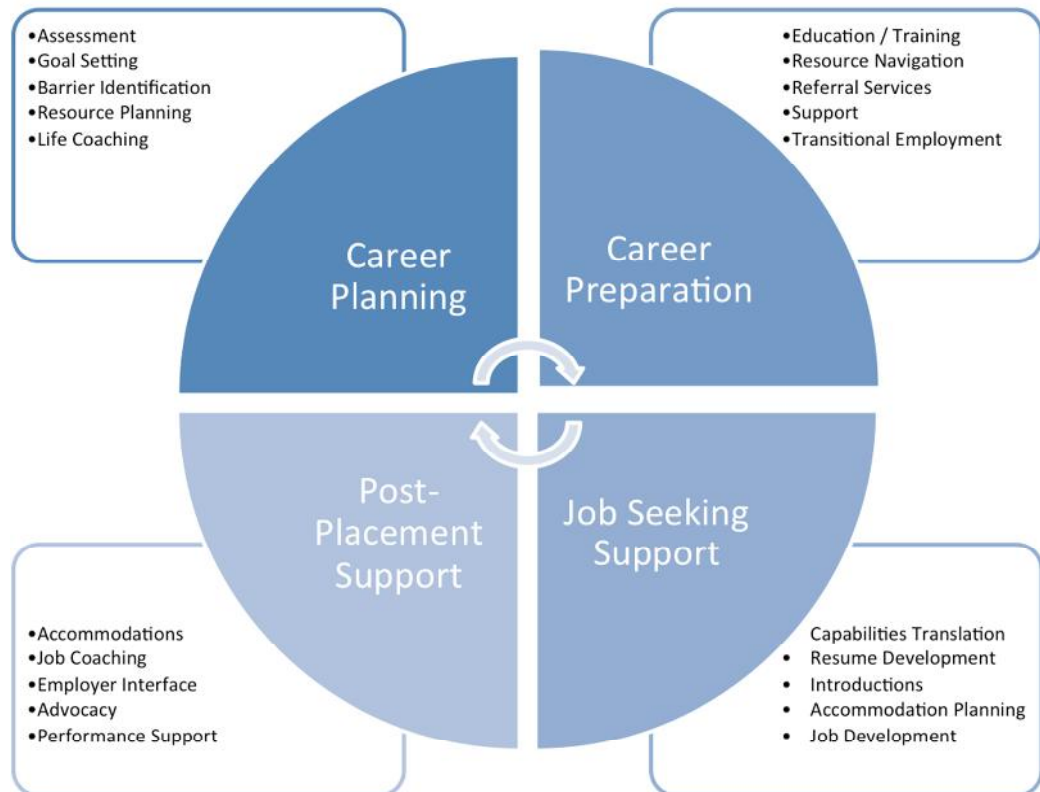 •Assessment
•Goal Setting
•Barrier Identification
•Resource Planning
•Life Coaching
•Education / Training
•Resource Navigation
•Referral Services
•Support
•Transitional Employment
Career
Planning
Career
Preparation
Post-
Placement
Support
Job Seeking
Support
•Accommodations
•Job Coaching
•Employer Interface
•Advocacy
•Performance Support
Capabilities Translation
• Resume Development
• Introductions
• Accommodation Planning
• Job Development